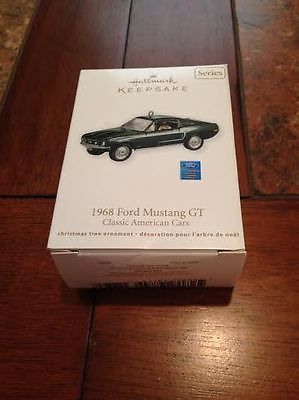 Hallmark
KEEPSAKE
Series
1968 Ford Mustang GT
Classic American Cars
christmas tree ornament - décoration pour l'arbre de noël